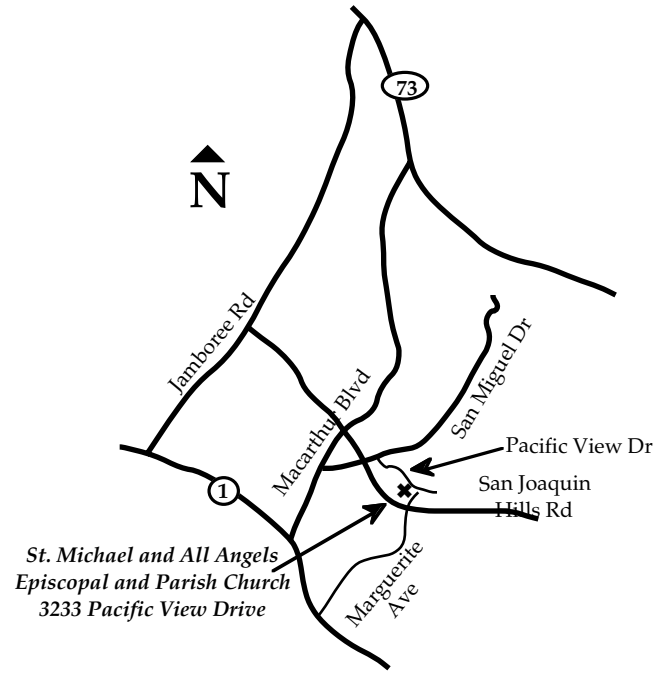 73
N
Jamboree Rd
Macarthur Blvd
San Miguel Dr
Pacific View Dr
San Joaquin
Hills Rd
1
St. Michael and All Angels
Episcopal and Parish Church
3233 Pacific View Drive
Marguerite
Ave